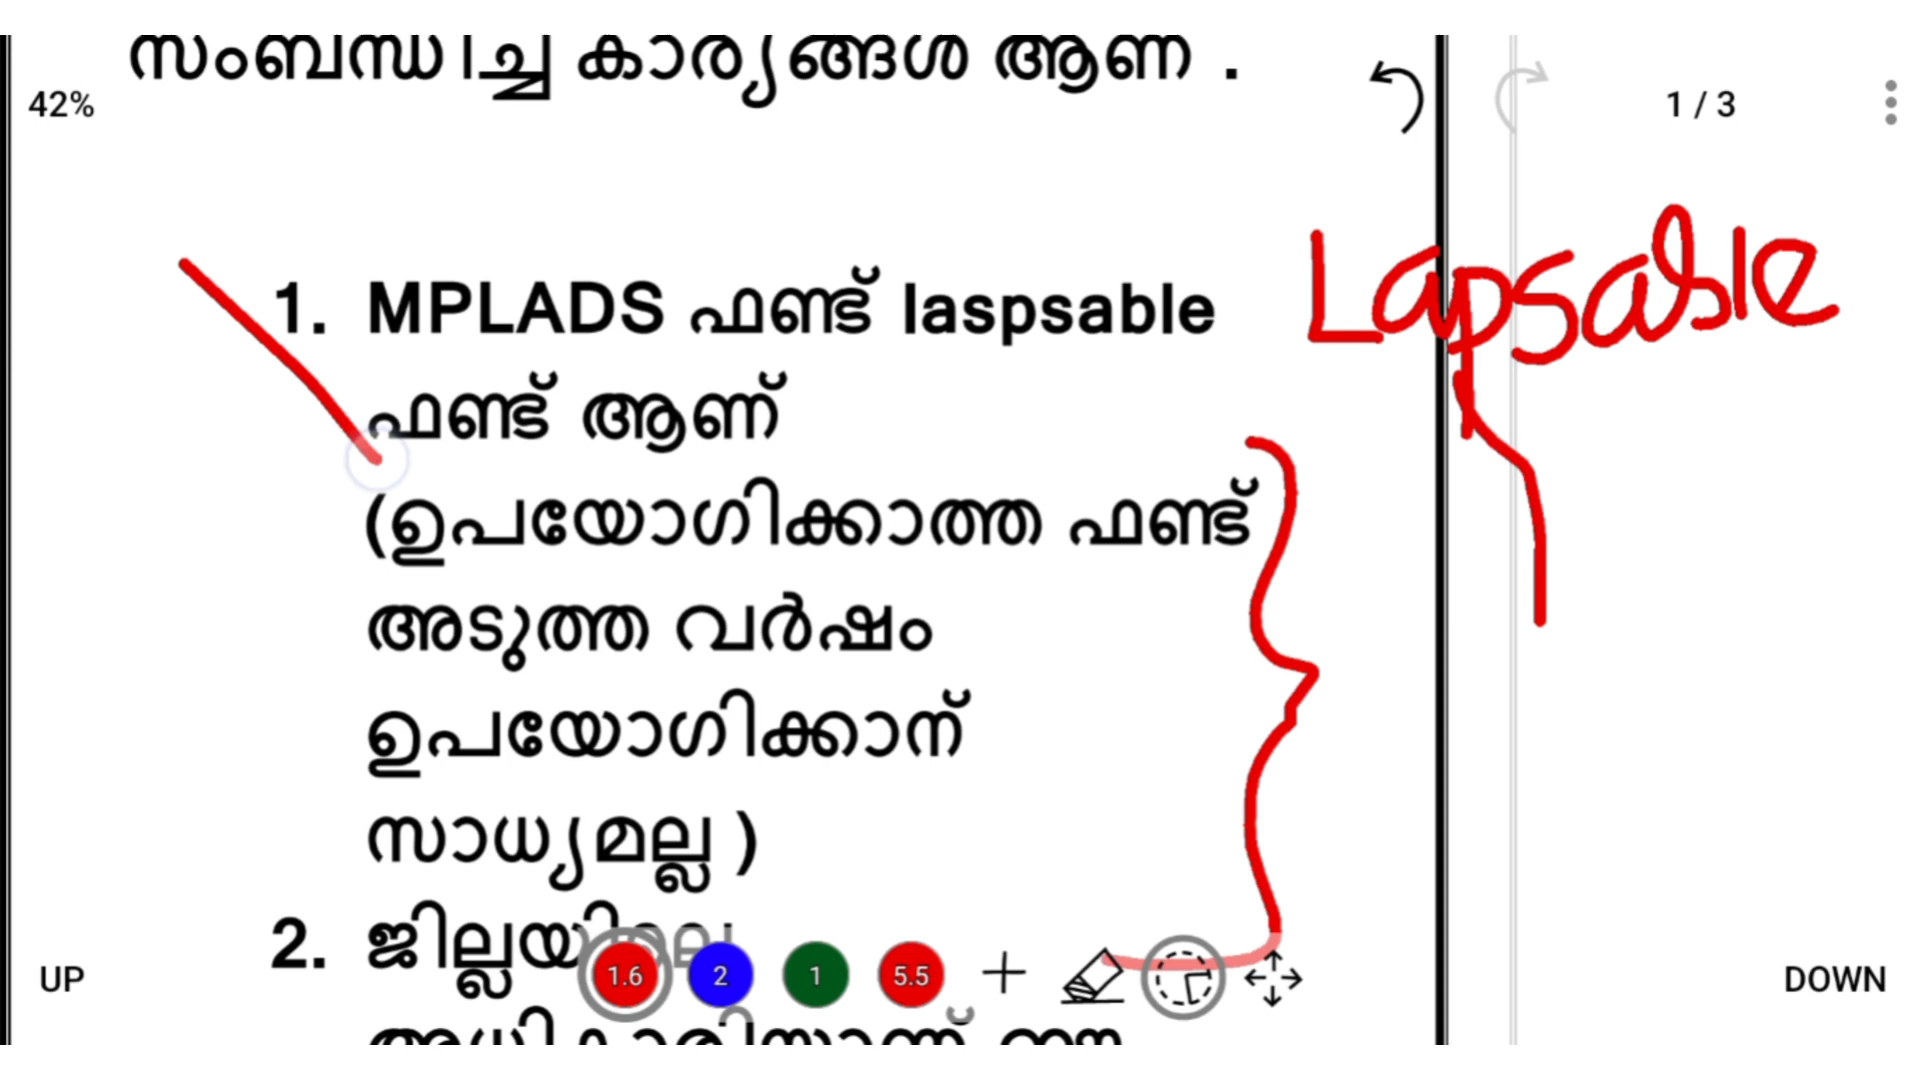 സംബന്ധിച്ച കാര്യങ്ങൾ ആണ് .
42%
1 / 3
Lapsable
1. MPLADS ഫണ്ട് laspsable
ഫണ്ട് ആണ്
(ഉപയോഗിക്കാത്ത ഫണ്ട്
അടുത്ത വർഷം
ഉപയോഗിക്കാന്
സാധ്യമല്ല )
2. ജില്ലയിലെ
1.6 2 1 5.5
UP
DOWN